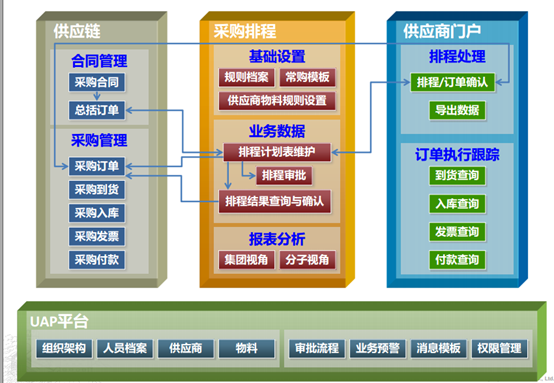 供应链
合同管理
采购合同
总括订单
采购管理
采购订单
采购到货
采购入库
采购发票
采购付款
采购排程
基础设置
规则档案
常购模板
供应商物料规则设置
业务数据
排程计划表维护
排程审批
排程结果查询与确认
报表分析
集团视角
分子视角
供应商门户
排程处理
排程/订单确认
导出数据
订单执行跟踪
到货查询
入库查询
发票查询
付款查询
UAP平台
组织架构
人员档案
供应商
物料
审批流程
业务预警
消息模板
权限管理
Ltd